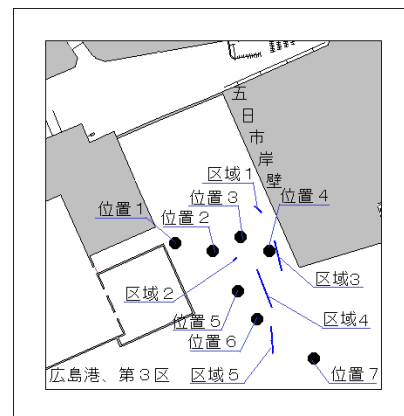 五日市岸壁
区域1
位置3
位置4
位置1
位置2
区域3
区域2
位置5
区域4
位置6
広島港、第3区
区域5
位置7